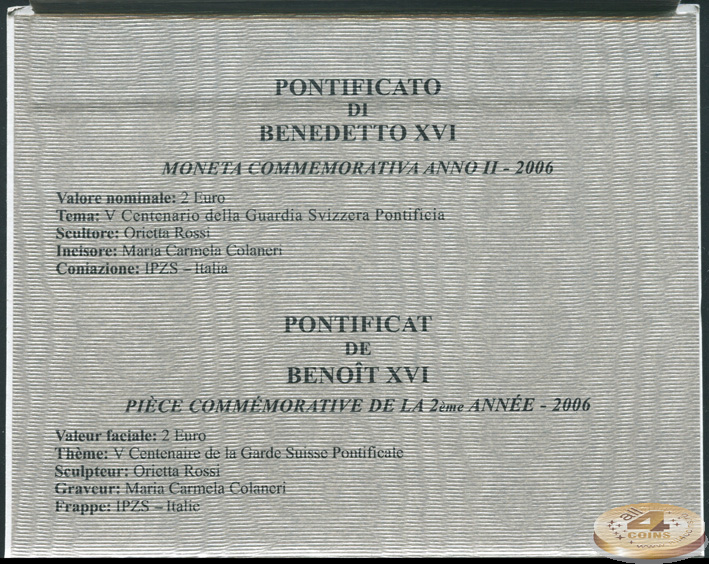 PONTIFICATO
DI
BENEDETTO XVI
MONETA COMMEMORATIVA ANNO II - 2006
Valore nominale: 2 Euro
Tema: V Centenario della Guardia Svizzera Pontificia
Scultore: Orietta Rossi
Incisore: Maria Carmela Colaneri
Coniazione: IPZS – Italia
PONTIFICAT
DE
BENOÎT XVI
PIÈCE COMMÉMORATIVE DE LA 2ème ANNÉE - 2006
Valeur faciale: 2 Euro
Thème: V Centenaire de la Garde Suisse Pontificale
Sculpteur: Orietta Rossi
Graveur: Maria Carmela Colaneri
Frappe: IPZS – Italie
all
4
COINS